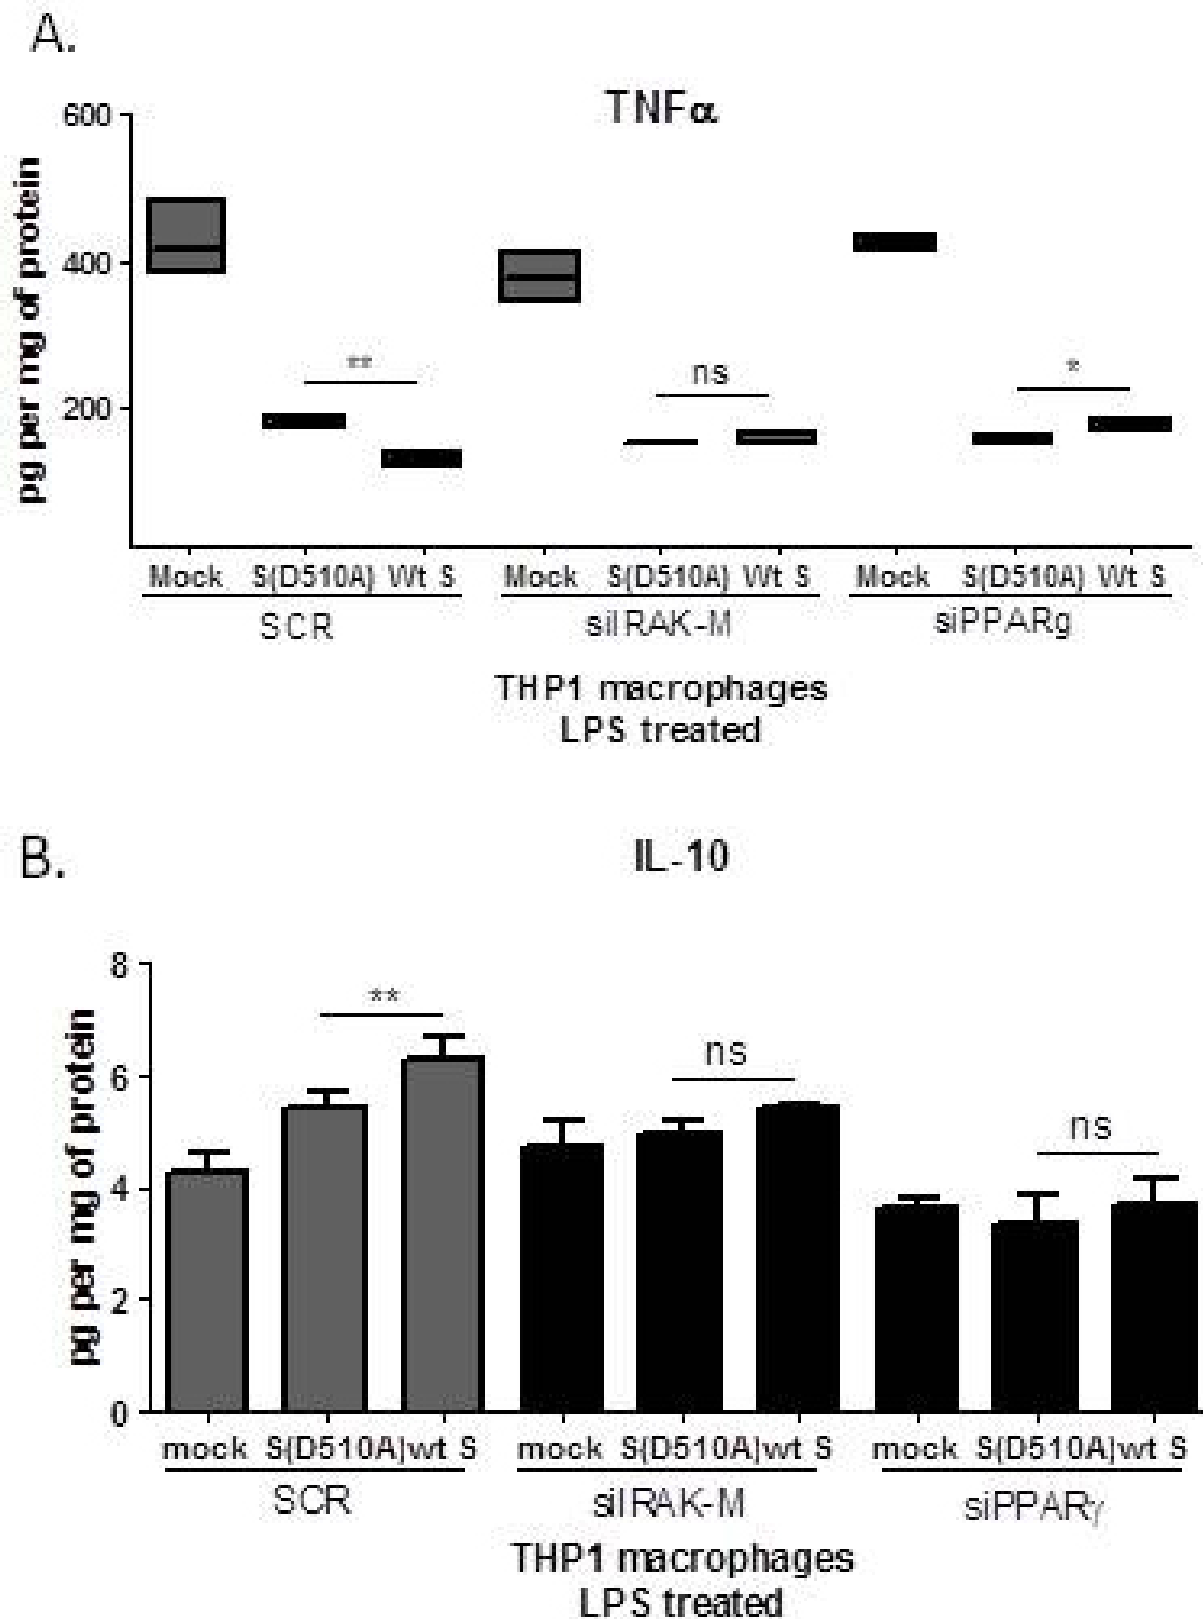 A.
TNFα
600
400
200
pg per mg of protein
**
ns
*
Mock S(D510A) Wt S Mock S(D510A) Wt S Mock S(D510A) Wt S
SCR siIRAK-M siPPARg
THP1 macrophages
LPS treated
B.
IL-10
8
6
4
2
0
pg per mg of protein
**
ns
ns
mock S(D510A) wt S mock S(D510A) wt S mock S(D510A) wt S
SCR siIRAK-M siPPARγ
THP1 macrophages
LPS treated